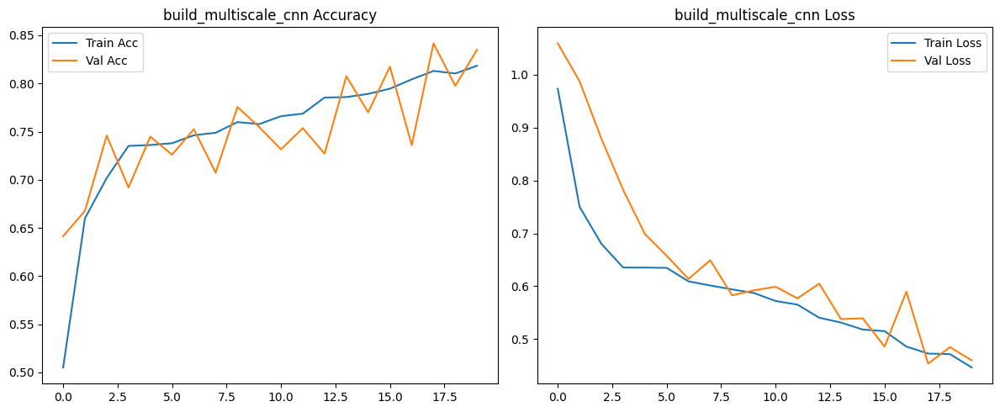 build_multiscale_cnn Accuracy
Train Acc
Val Acc
0.85
0.80
0.75
0.70
0.65
0.60
0.55
0.50
0.0 2.5 5.0 7.5 10.0 12.5 15.0 17.5
build_multiscale_cnn Loss
Train Loss
Val Loss
1.0
0.9
0.8
0.7
0.6
0.5
0.0 2.5 5.0 7.5 10.0 12.5 15.0 17.5